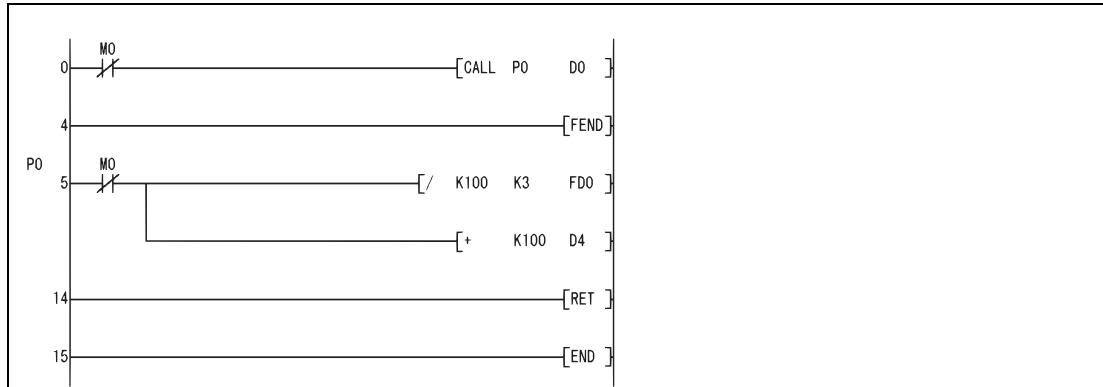 M0
0 [CALL P0 D0 ]
4 [FEND]
P0 M0
5 [/ K100 K3 FD0 ]
[+ K100 D4 ]
14 [RET ]
15 [END ]